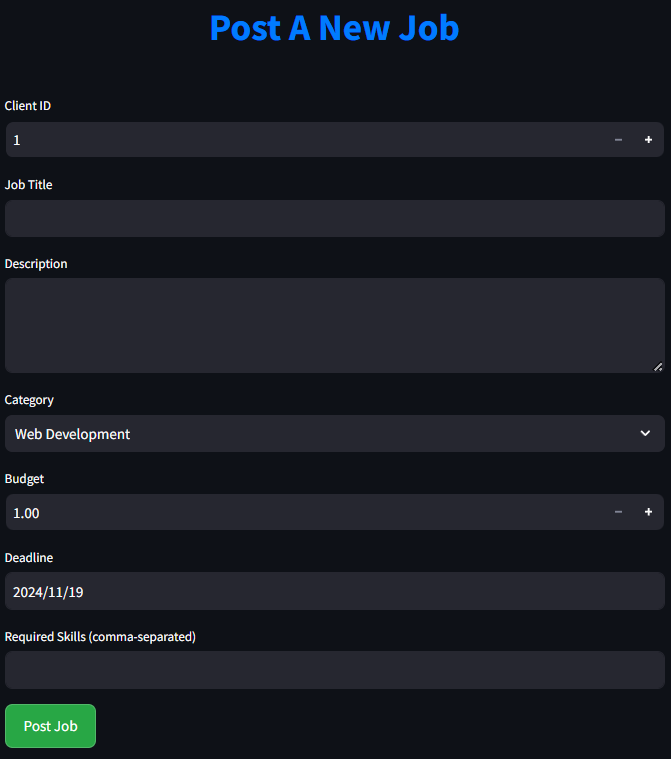 Post A New Job
Client ID
1
Job Title
Description
Category
Web Development
Budget
1.00
Deadline
2024/11/19
Required Skills (comma-separated)
Post Job